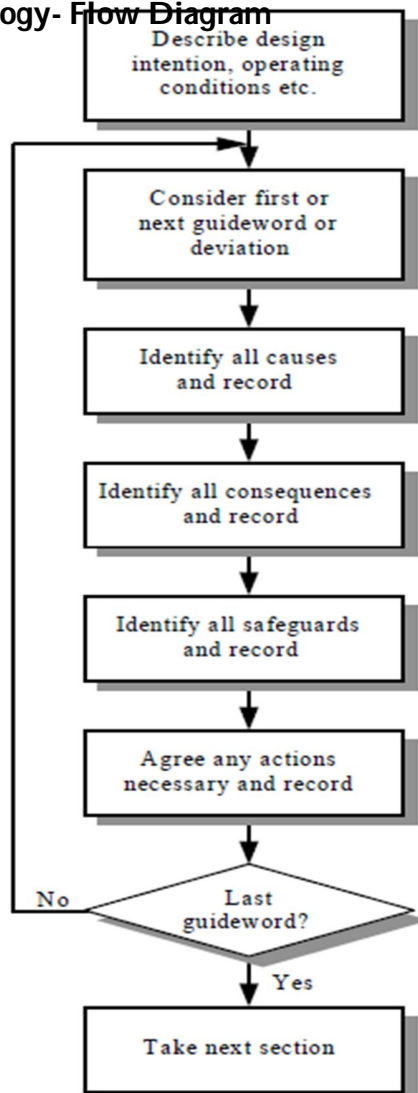 ogy- Flow Diagram
Describe design
intention, operating
conditions etc.
Consider first or
next guideword or
deviation
Identify all causes
and record
Identify all consequences
and record
Identify all safeguards
and record
Agree any actions
necessary and record
Last
guideword?
No
Yes
Take next section